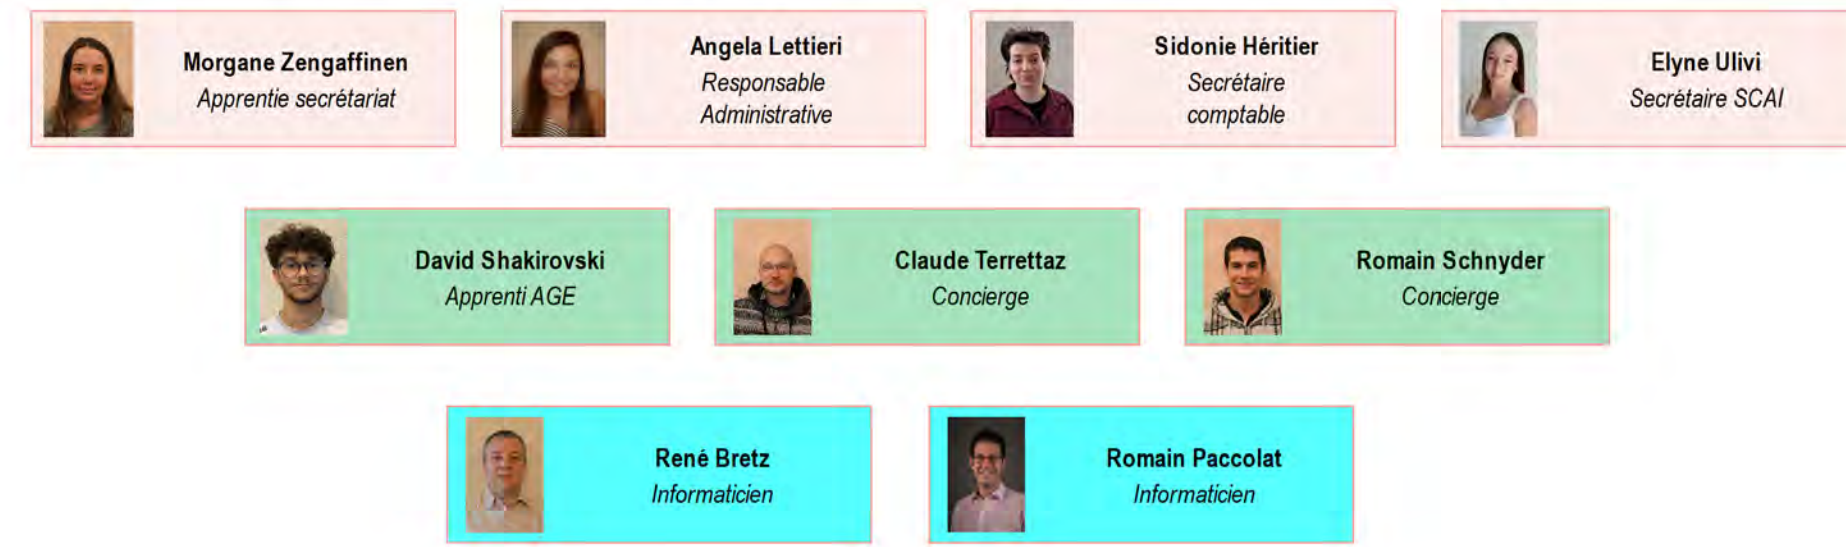 Morgane Zengaffinen
Apprentie secrétariat
Angela Lettieri
Responsable
Administrative
Sidonie Héritier
Secrétaire
comptable
Elyne Ulivi
Secrétaire SCAI
David Shakirovski
Apprenti AGE
Claude Terrettaz
Concierge
Romain Schnyder
Concierge
René Bretz
Informaticien
Romain Paccolat
Informaticien